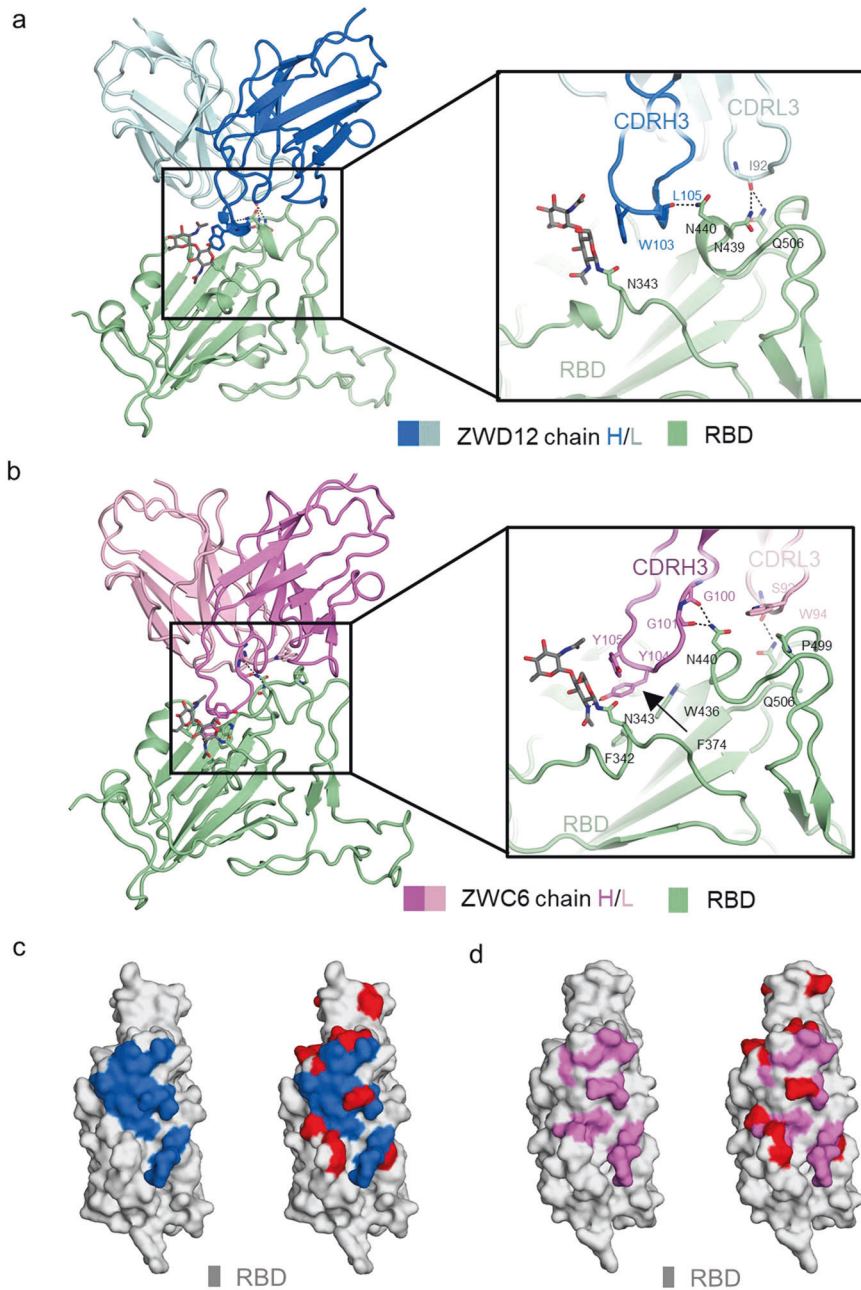 a
CDRH3
CDRL3
I92
L105
N440
W103
N439
Q506
N343
RBD
ZWD12 chain H/L
RBD
b
CDRH3
CDRL3
G100
S92
G101
W94
Y105
Y104
N440
P499
N343
W436
Q506
F342
F374
RBD
ZWC6 chain H/L
RBD
c
d
RBD
RBD